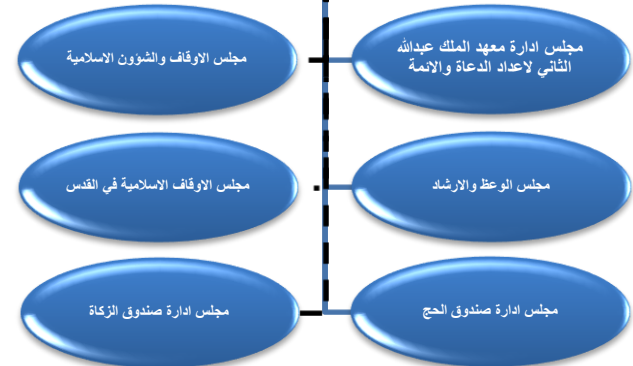 مجلس ادارة معهد الملك عبدالله
الثاني لاعداد الدعاة والائمة
مجلس الاوقاف والشؤون الاسلامية
مجلس الوعظ والارشاد
مجلس الاوقاف الاسلامية في القدس
مجلس ادارة صندوق الحج
مجلس ادارة صندوق الزكاة